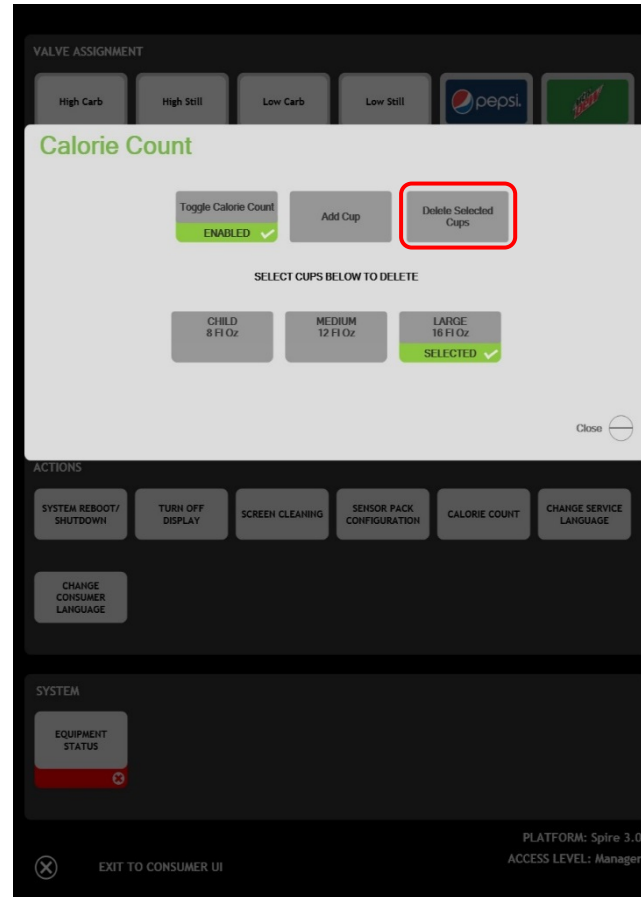 VALVE ASSIGNMENT
High Carb
High Still
Low Carb
Low Still
pepsi.
Calorie Count
Toggle Calorie Count
ENABLED
Add Cup
Delete Selected
Cups
SELECT CUPS BELOW TO DELETE
CHILD
8 Fl Oz
MEDIUM
12 Fl Oz
LARGE
16 Fl Oz
SELECTED
Close
ACTIONS
SYSTEM REBOOT/
SHUTDOWN
TURN OFF
DISPLAY
SCREEN CLEANING
SENSOR PACK
CONFIGURATION
CALORIE COUNT
CHANGE SERVICE
LANGUAGE
CHANGE
CONSUMER
LANGUAGE
SYSTEM
EQUIPMENT
STATUS
PLATFORM: Spire 3.0
EXIT TO CONSUMER UI
ACCESS LEVEL: Manager